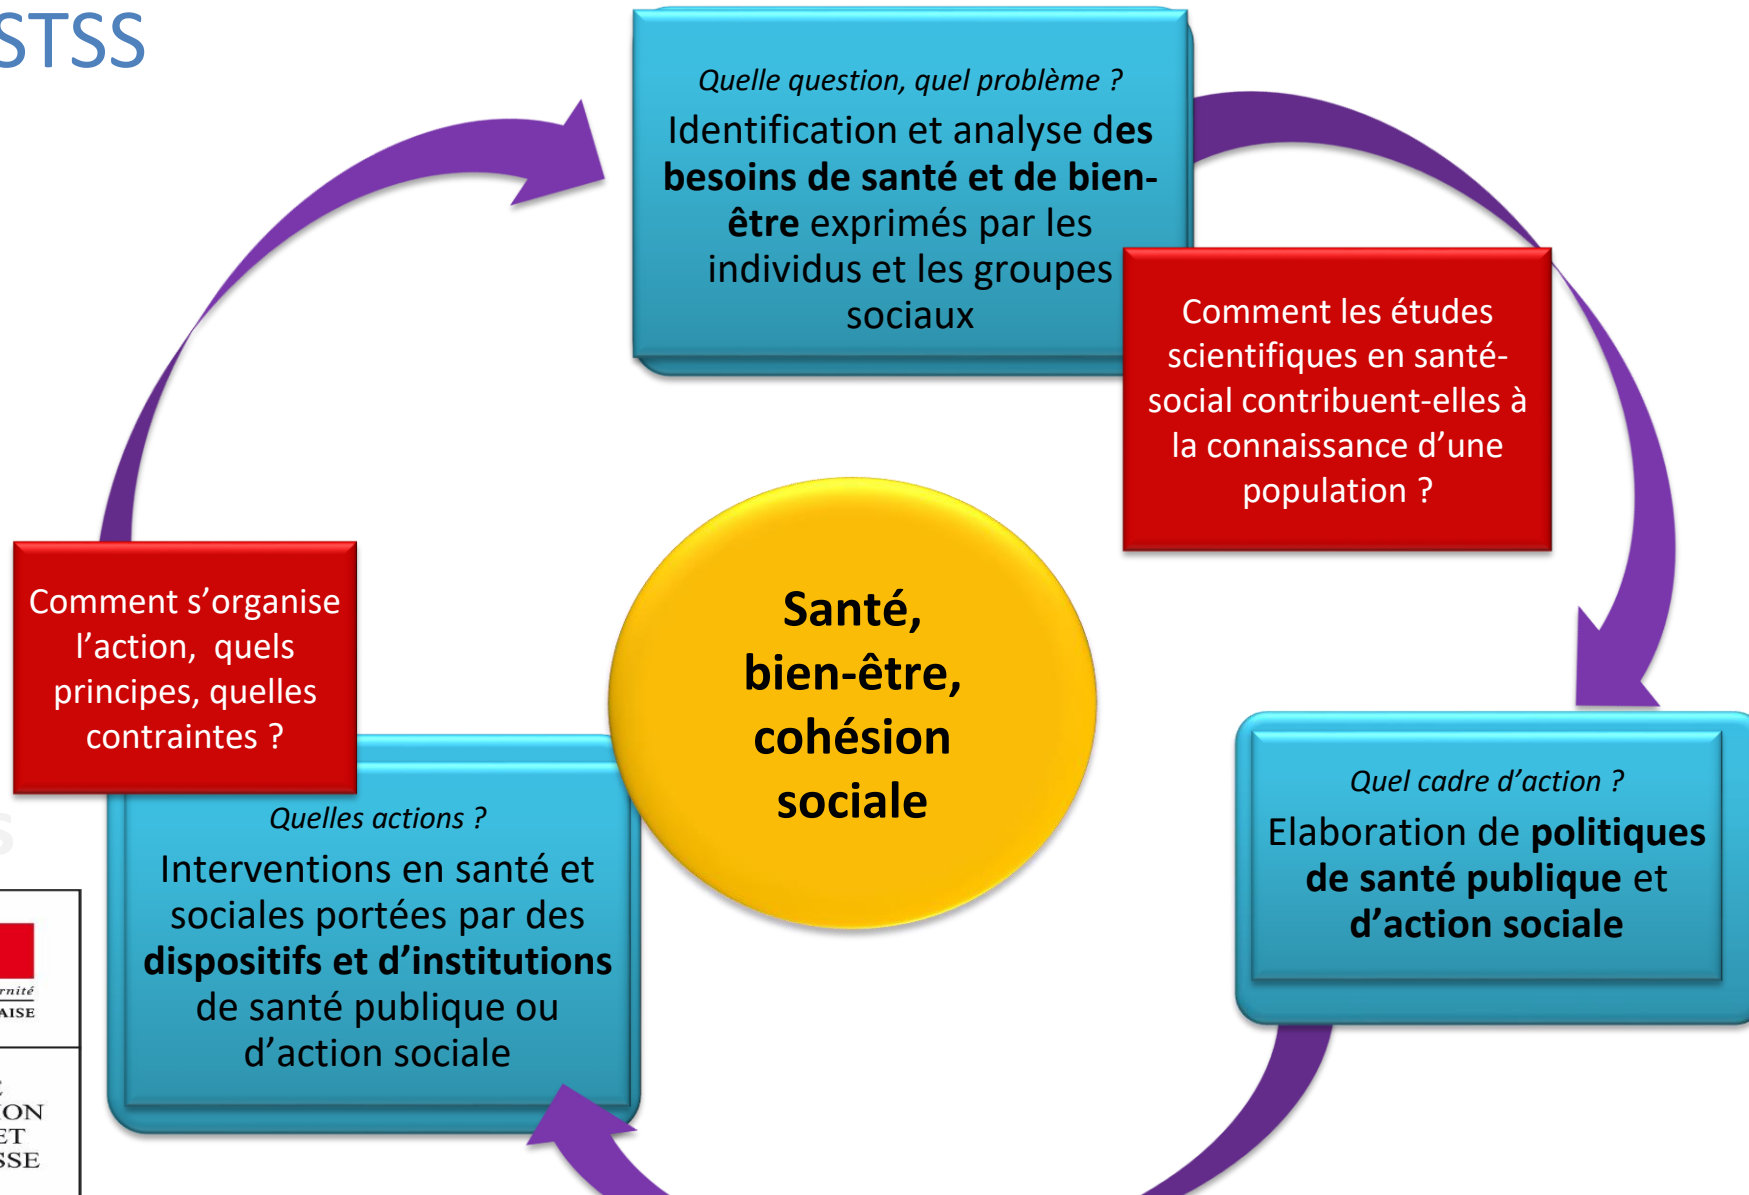 STSS
Quelle question, quel problème ?
Identification et analyse des
besoins de santé et de bien-
être exprimés par les
individus et les groupes
sociaux
Comment les études
scientifiques en santé-
social contribuent-elles à
la connaissance d’une
population ?
Santé,
bien-être,
cohésion
sociale
Comment s’organise
l’action, quels
principes, quelles
contraintes ?
Quel cadre d’action ?
Elaboration de politiques
de santé publique et
d’action sociale
Quelles actions ?
Interventions en santé et
sociales portées par des
dispositifs et d’institutions
de santé publique ou
d’action sociale